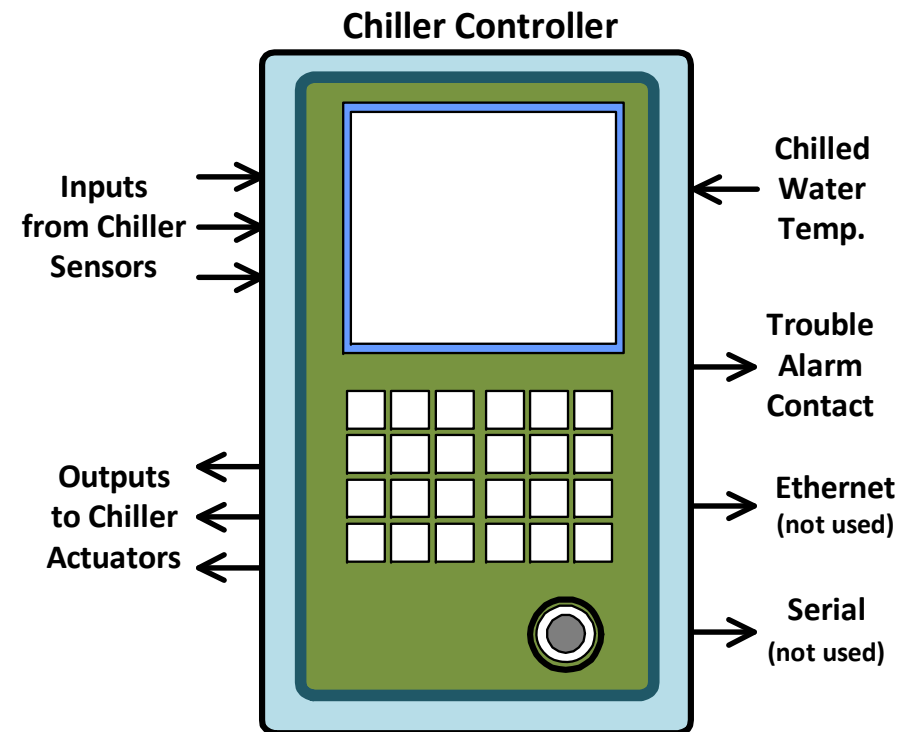 Chiller Controller
Inputs
from Chiller
Sensors
Outputs
to Chiller
Actuators
Chilled
Water
Temp.
Trouble
Alarm
Contact
Ethernet
(not used)
Serial
(not used)